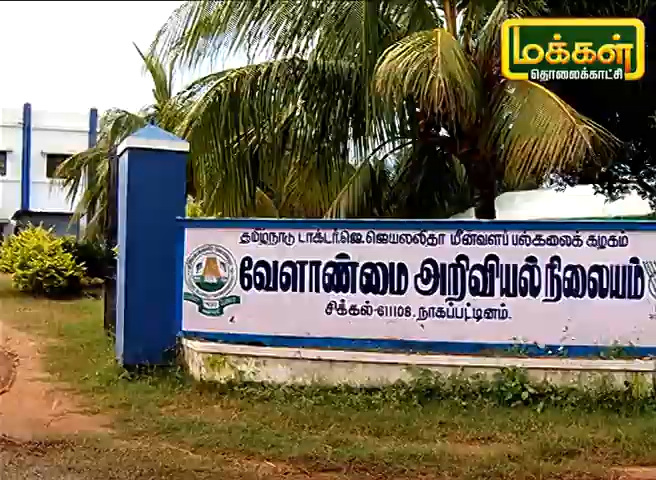 மக்கள்
தொலைக்காட்சி
தமிழ்நாடு டாக்டர்.ஜெ.ஜெயலலிதா மீன்வளப் பல்கலைக் கழகம்
வேளாண்மை அறிவியல் நிலையம்
சிக்கல்-611108. நாகப்பட்டினம்.